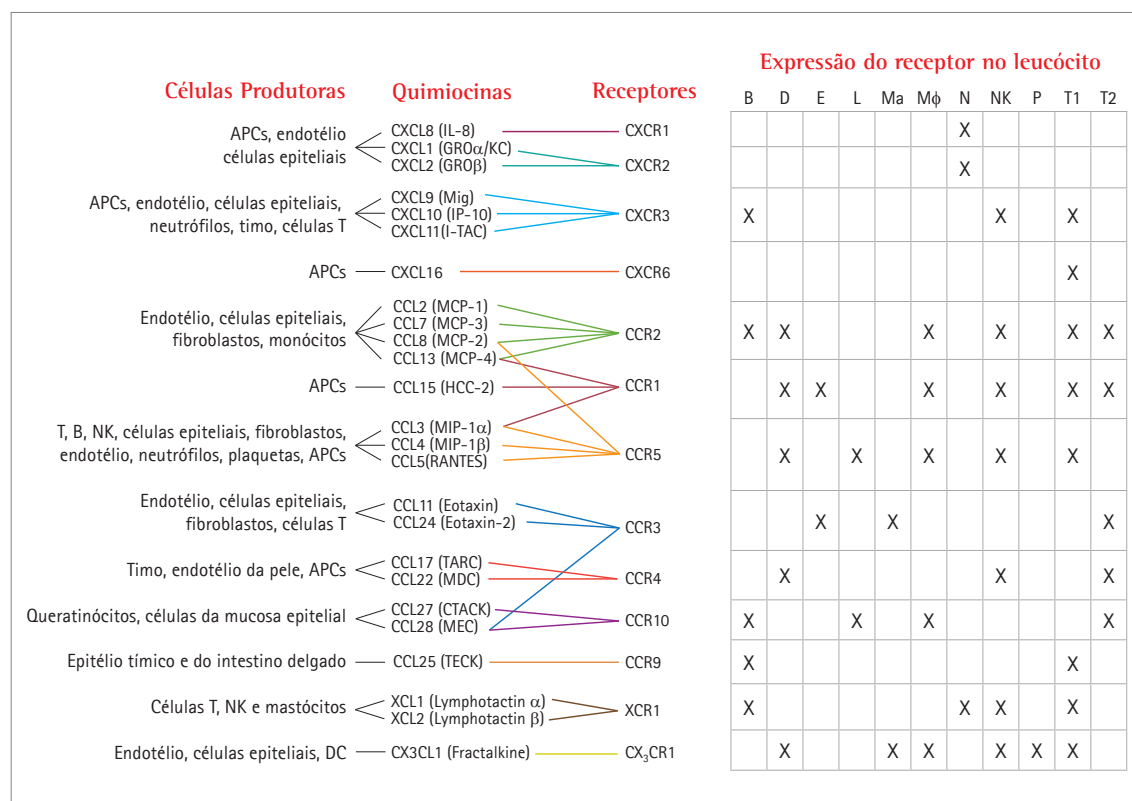 Expressão do receptor no leucócito
Células Produtoras Quimiocinas Receptores
B D E L Ma Mϕ N NK P T1 T2
APCs, endotélio
células epiteliais
CXCL8 (IL-8)
CXCL1 (GROα/KC)
CXCL2 (GROβ)
CXCR1
X
CXCR2
X
APCs, endotélio, células epiteliais,
neutrófilos, timo, células T
CXCL9 (Mig)
CXCL10 (IP-10)
CXCL11(I-TAC)
CXCR3
X X X
APCs
CXCL16
CXCR6
X
Endotélio, células epiteliais,
fibroblastos, monócitos
CCL2 (MCP-1)
CCL7 (MCP-3)
CCL8 (MCP-2)
CCL13 (MCP-4)
CCR2
X X X X X X
APCs
CCL15 (HCC-2)
CCR1
X X X X X X
T, B, NK, células epiteliais, fibroblastos,
endotélio, neutrófilos, plaquetas, APCs
CCL3 (MIP-1α)
CCL4 (MIP-1β)
CCL5(RANTES)
CCR5
X X X X X
Endotélio, células epiteliais,
fibroblastos, células T
CCL11 (Eotaxin)
CCL24 (Eotaxin-2)
CCR3
X X X
Timo, endotélio da pele, APCs
CCL17 (TARC)
CCL22 (MDC)
CCR4
X X X
Queratinócitos, células da mucosa epitelial
CCL27 (CTACK)
CCL28 (MEC)
CCR10
X X X X
Epitélio tímico e do intestino delgado
CCL25 (TECK)
CCR9
X X
Células T, NK e mastócitos
XCL1 (Lymphotactin α)
XCL2 (Lymphotactin β)
XCR1
X X X X
Endotélio, células epiteliais, DC
CX3CL1 (Fractalkine)
CX₃CR1
X X X X X X